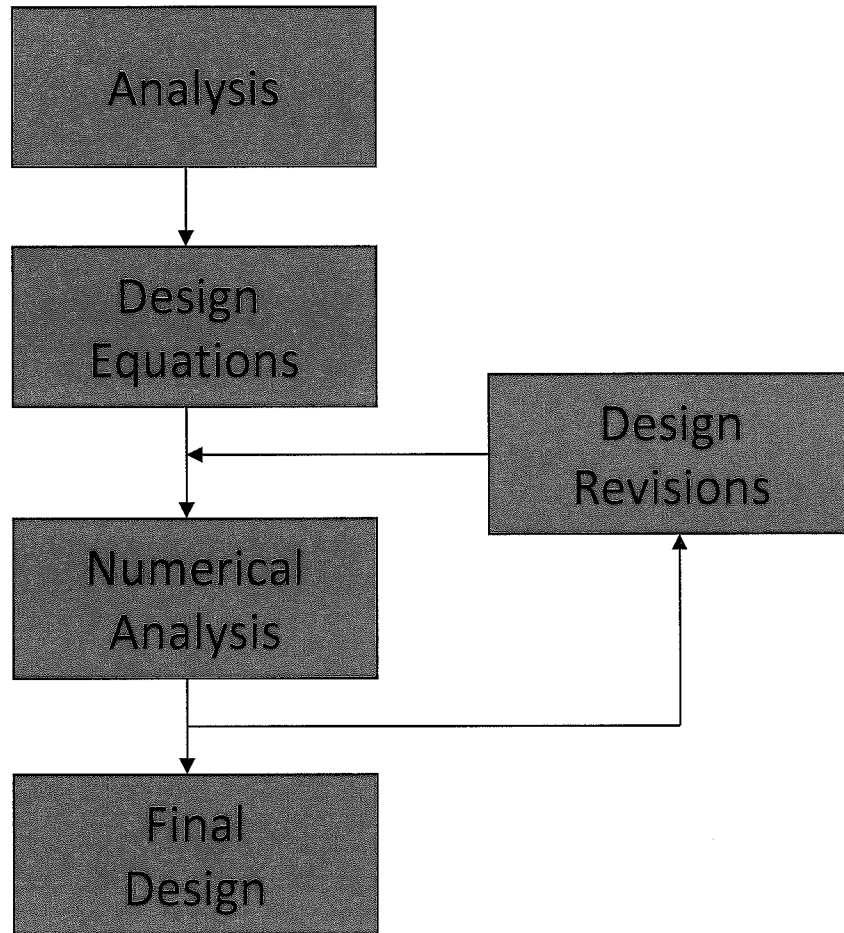 Analysis
Design
Equations
Design
Revisions
Numerical
Analysis
Final
Design